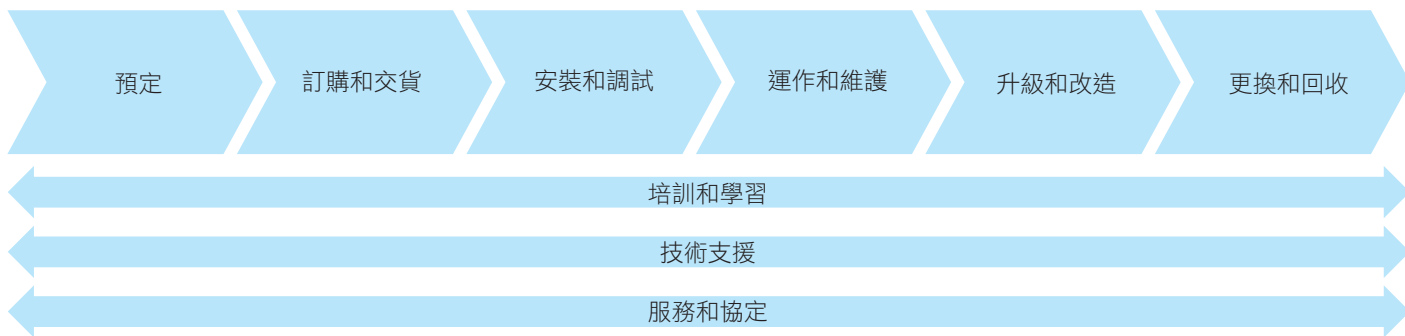 預定
訂購和交貨
安裝和調試
運作和維護
升級和改造
更換和回收
培訓和學習
技術支援
服務和協定